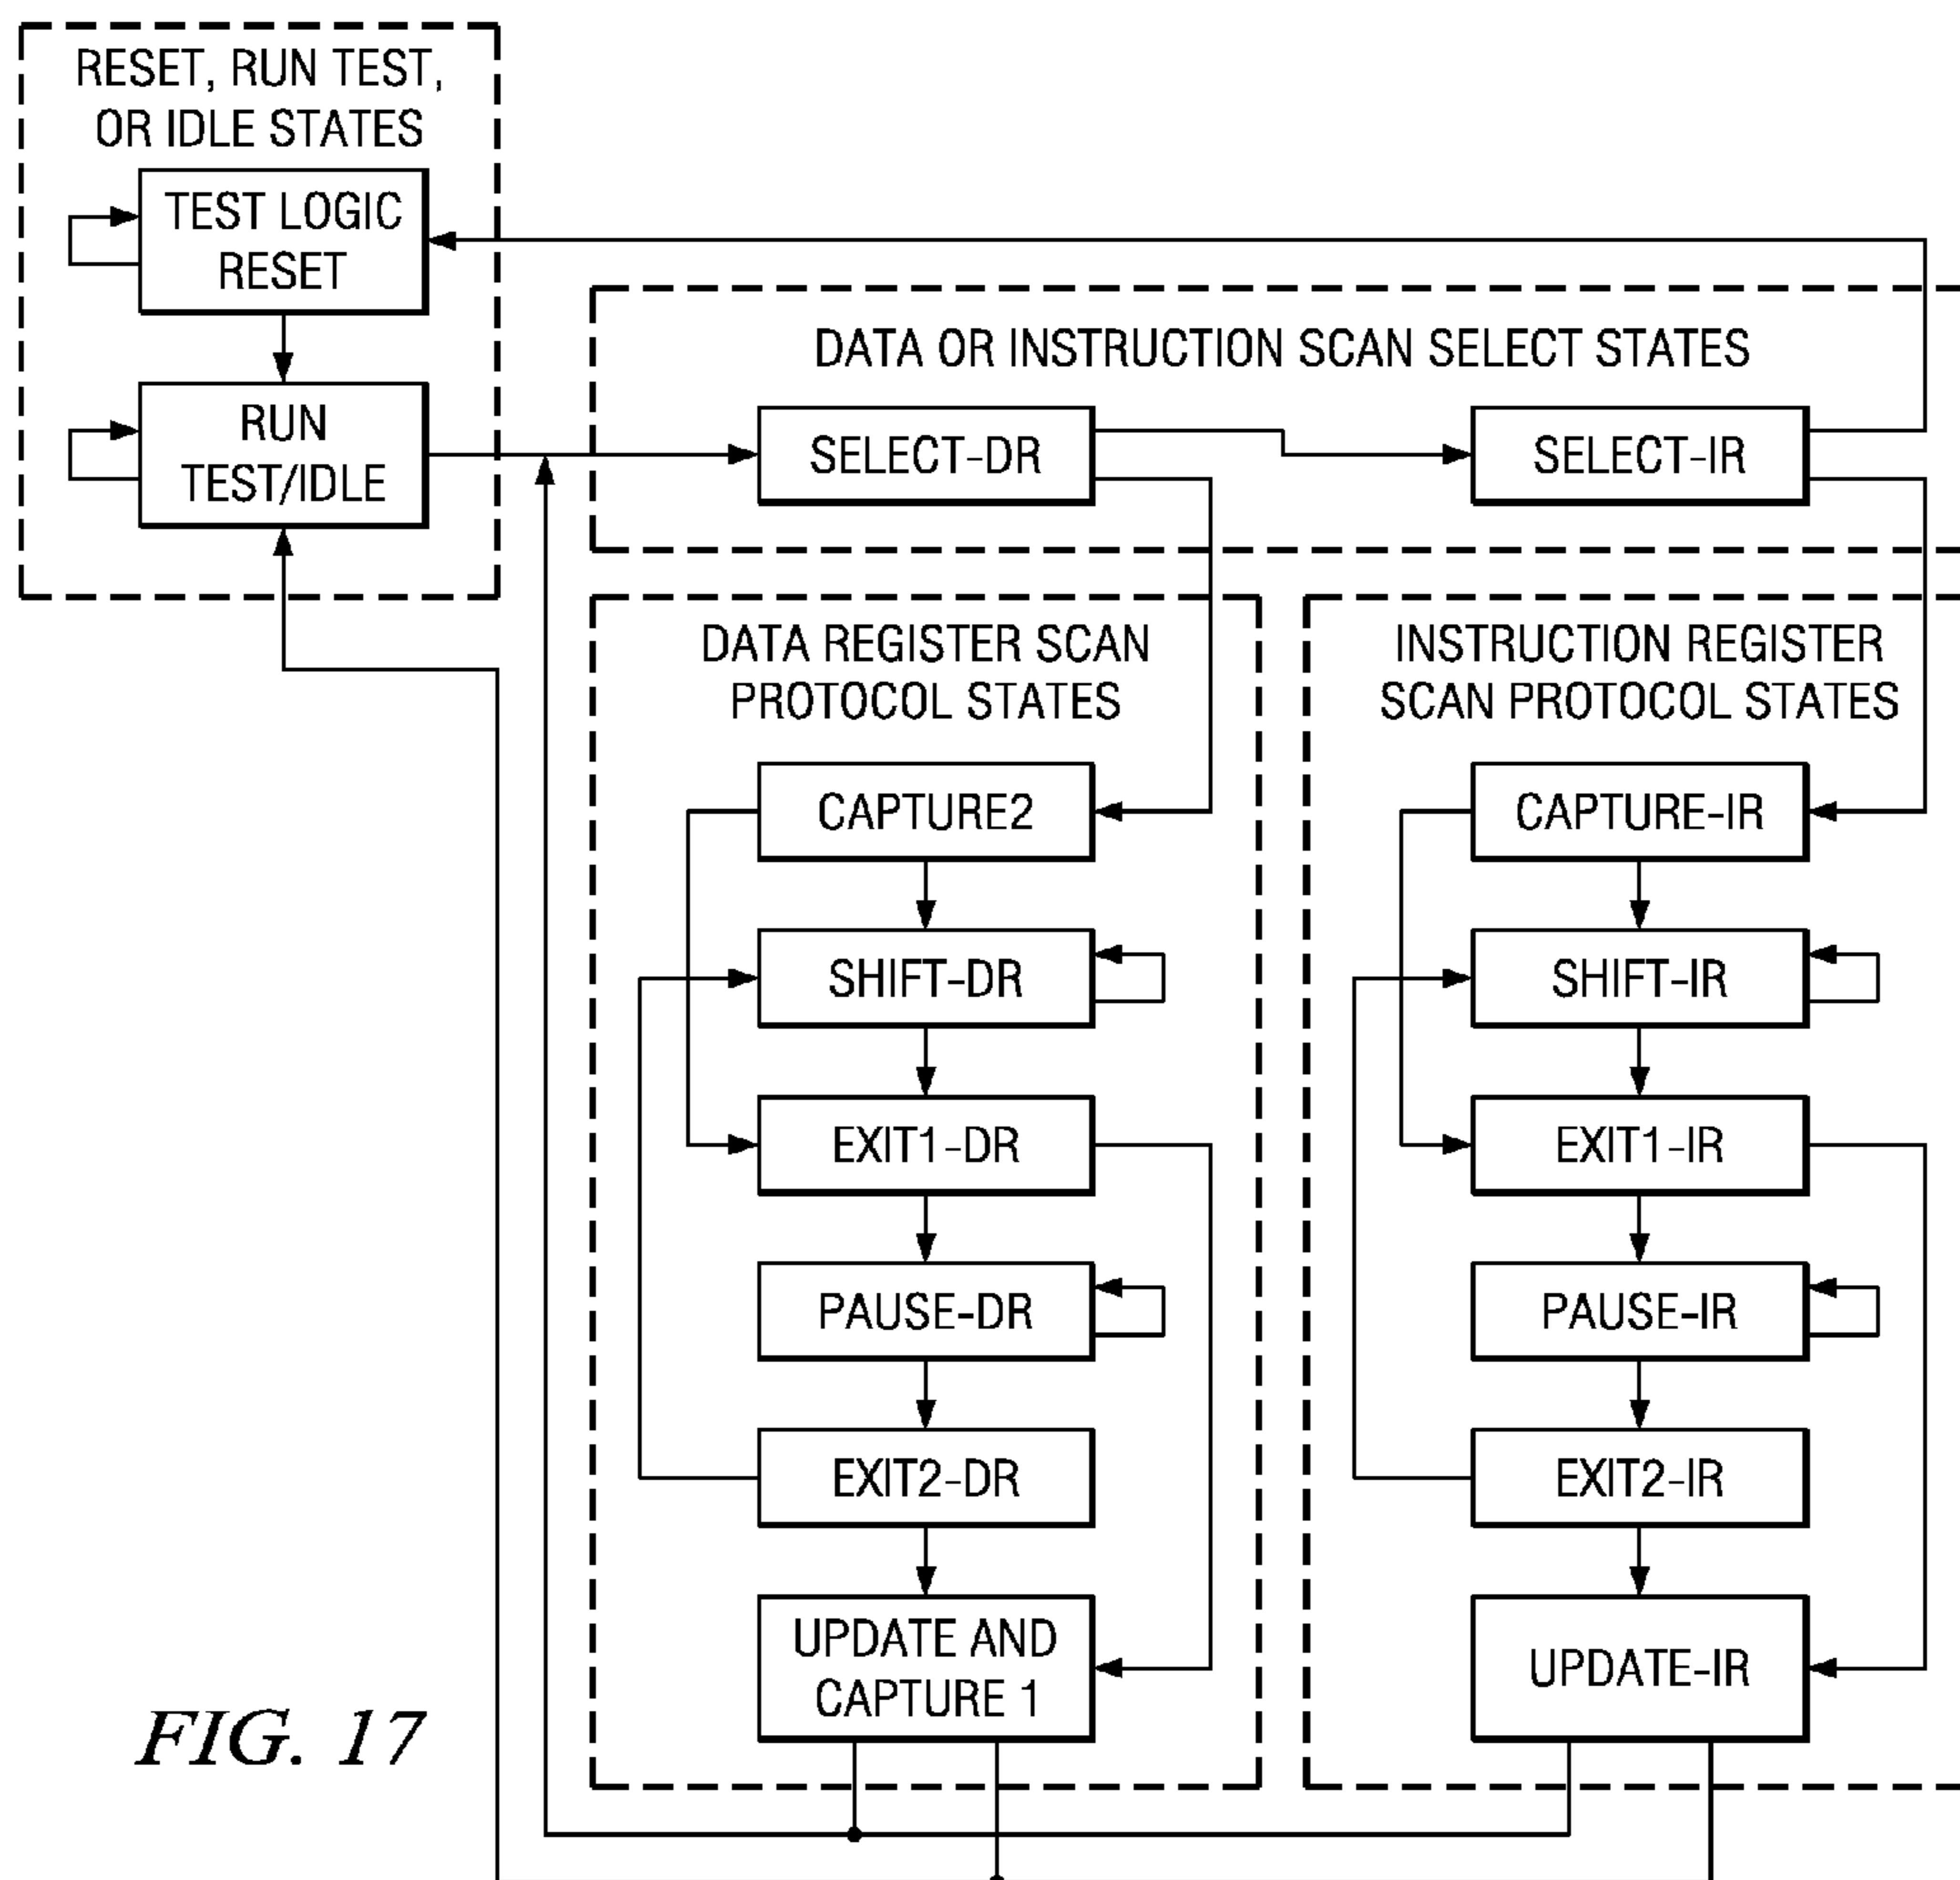 RESET, RUN TEST,
OR IDLE STATES
TEST LOGIC
RESET
RUN
TEST/IDLE
DATA OR INSTRUCTION SCAN SELECT STATES
SELECT-DR
SELECT-IR
DATA REGISTER SCAN
PROTOCOL STATES
CAPTURE2
SHIFT-DR
EXIT1-DR
PAUSE-DR
EXIT2-DR
UPDATE AND
CAPTURE 1
INSTRUCTION REGISTER
SCAN PROTOCOL STATES
CAPTURE-IR
SHIFT-IR
EXIT1-IR
PAUSE-IR
EXIT2-IR
UPDATE-IR
FIG. 17